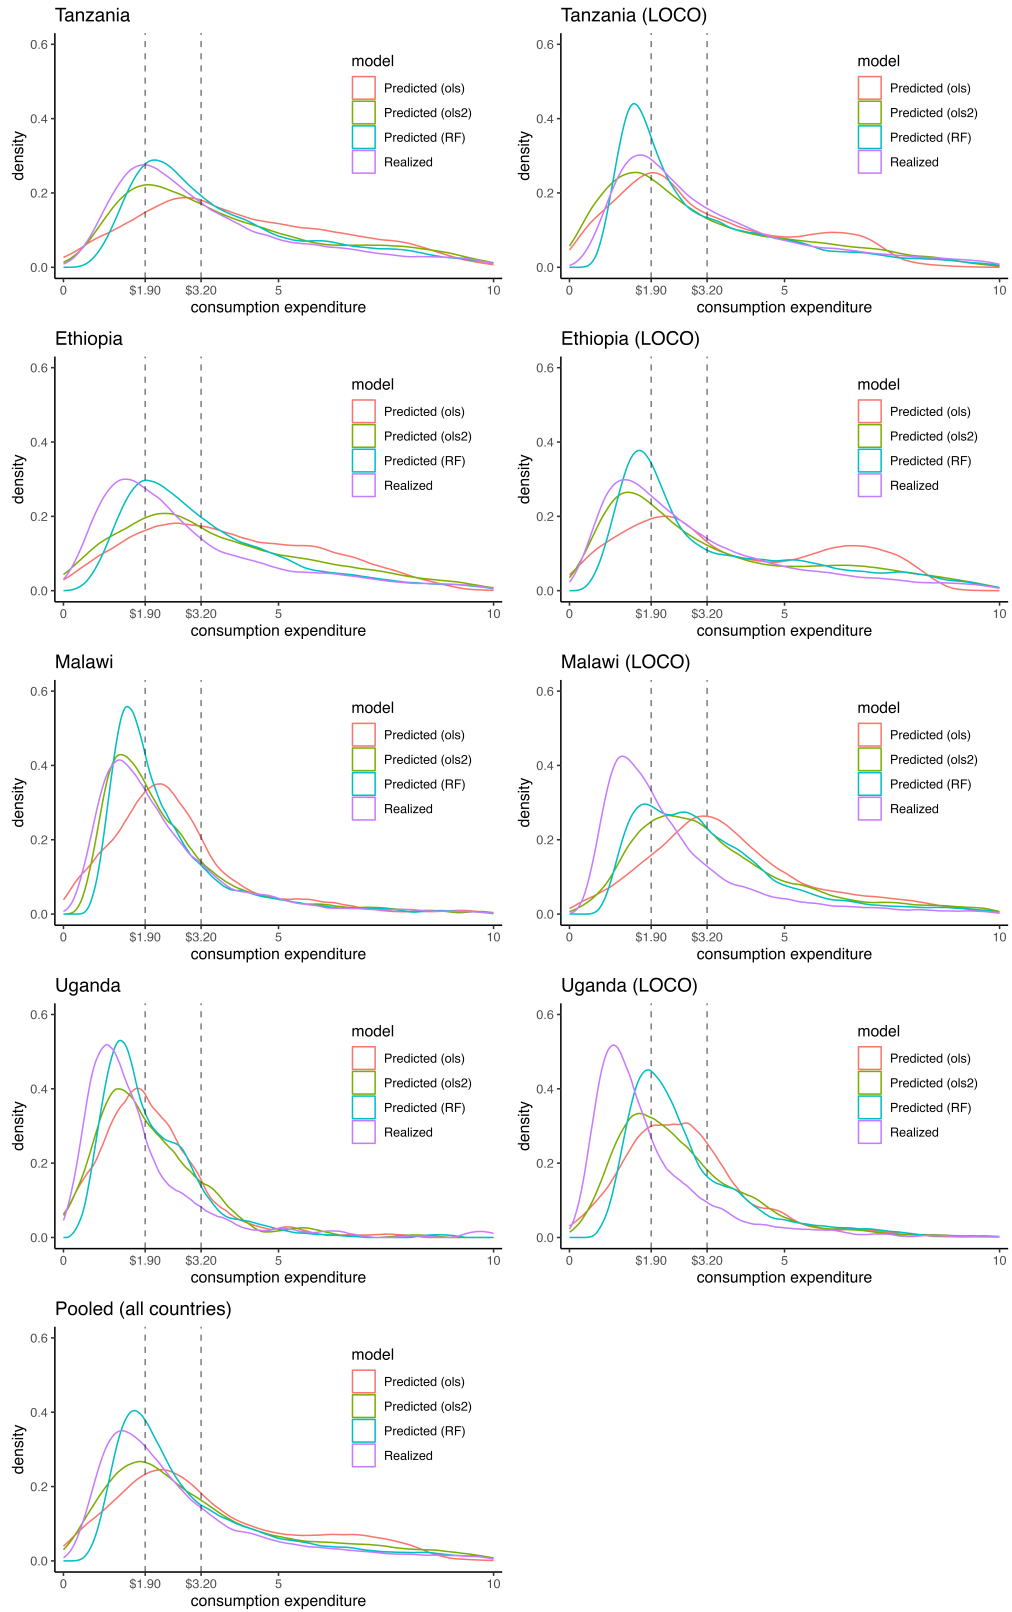 Tanzania
0.6
0.4
0.2
0.0
density
model
Predicted (ols)
Predicted (ols2)
Predicted (RF)
Realized
0 $1.90 $3.20 5 10
consumption expenditure
Tanzania (LOCO)
0.6
0.4
0.2
0.0
density
model
Predicted (ols)
Predicted (ols2)
Predicted (RF)
Realized
0 $1.90 $3.20 5 10
consumption expenditure
Ethiopia
0.6
0.4
0.2
0.0
density
model
Predicted (ols)
Predicted (ols2)
Predicted (RF)
Realized
0 $1.90 $3.20 5 10
consumption expenditure
Ethiopia (LOCO)
0.6
0.4
0.2
0.0
density
model
Predicted (ols)
Predicted (ols2)
Predicted (RF)
Realized
0 $1.90 $3.20 5 10
consumption expenditure
Malawi
0.6
0.4
0.2
0.0
density
model
Predicted (ols)
Predicted (ols2)
Predicted (RF)
Realized
0 $1.90 $3.20 5 10
consumption expenditure
Malawi (LOCO)
0.6
0.4
0.2
0.0
density
model
Predicted (ols)
Predicted (ols2)
Predicted (RF)
Realized
0 $1.90 $3.20 5 10
consumption expenditure
Uganda
0.6
0.4
0.2
0.0
density
model
Predicted (ols)
Predicted (ols2)
Predicted (RF)
Realized
0 $1.90 $3.20 5 10
consumption expenditure
Uganda (LOCO)
0.6
0.4
0.2
0.0
density
model
Predicted (ols)
Predicted (ols2)
Predicted (RF)
Realized
0 $1.90 $3.20 5 10
consumption expenditure
Pooled (all countries)
0.6
0.4
0.2
0.0
density
model
Predicted (ols)
Predicted (ols2)
Predicted (RF)
Realized
0 $1.90 $3.20 5 10
consumption expenditure